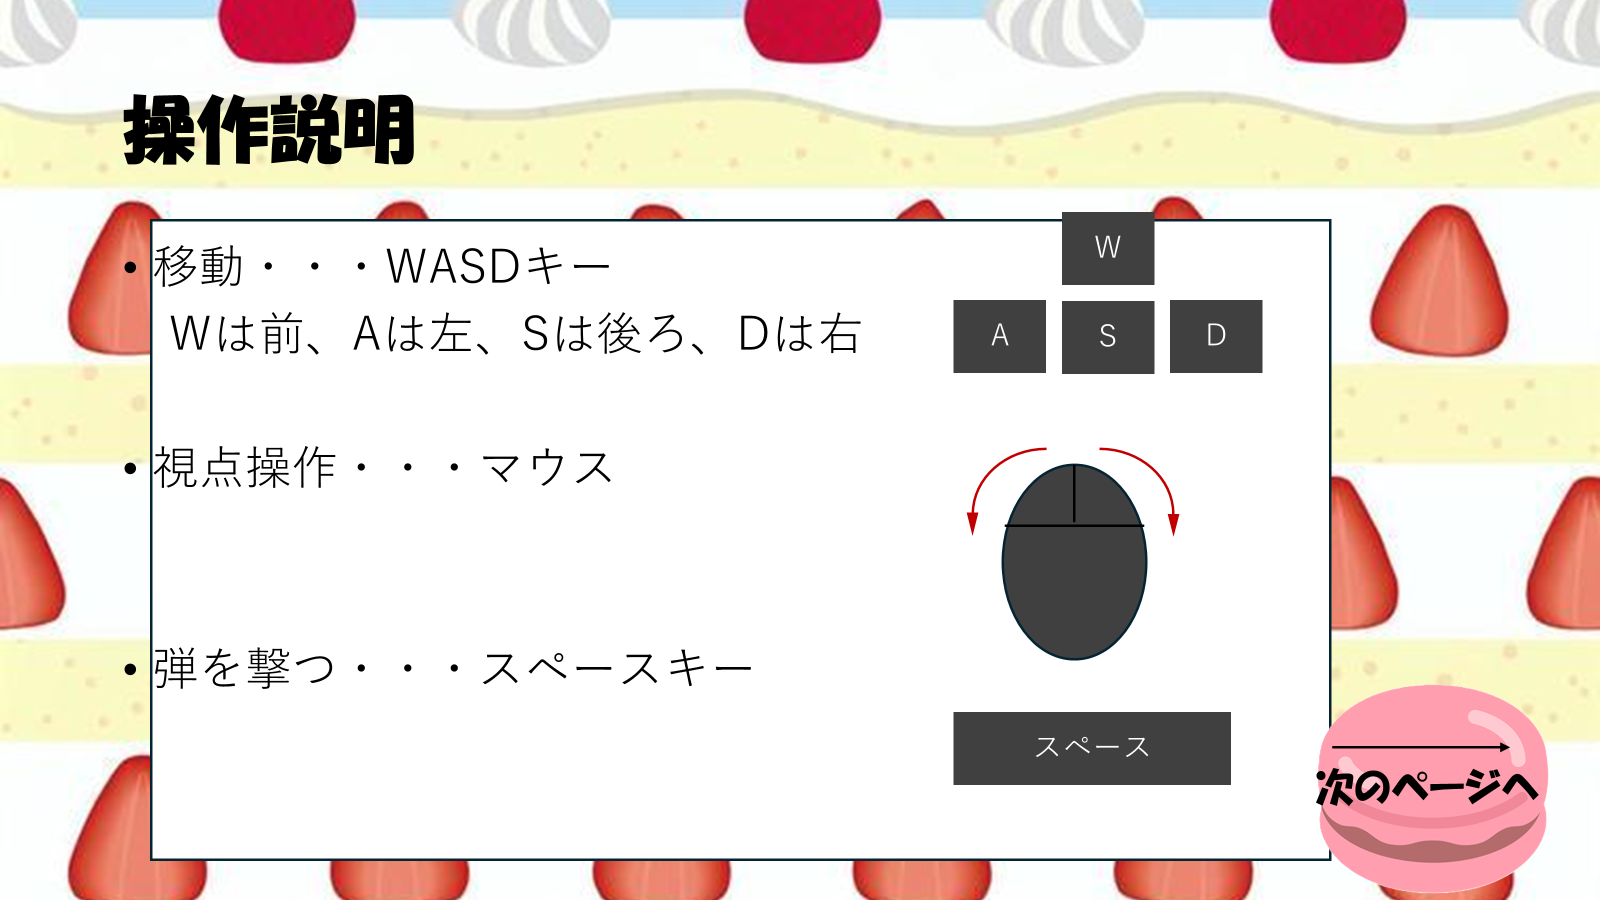 操作説明
• 移動・・・WASDキー
Wは前、Aは左、Sは後ろ、Dは右
• 視点操作・・・マウス
• 弾を撃つ・・・スペースキー
W
A S D
スペース
次のページへ